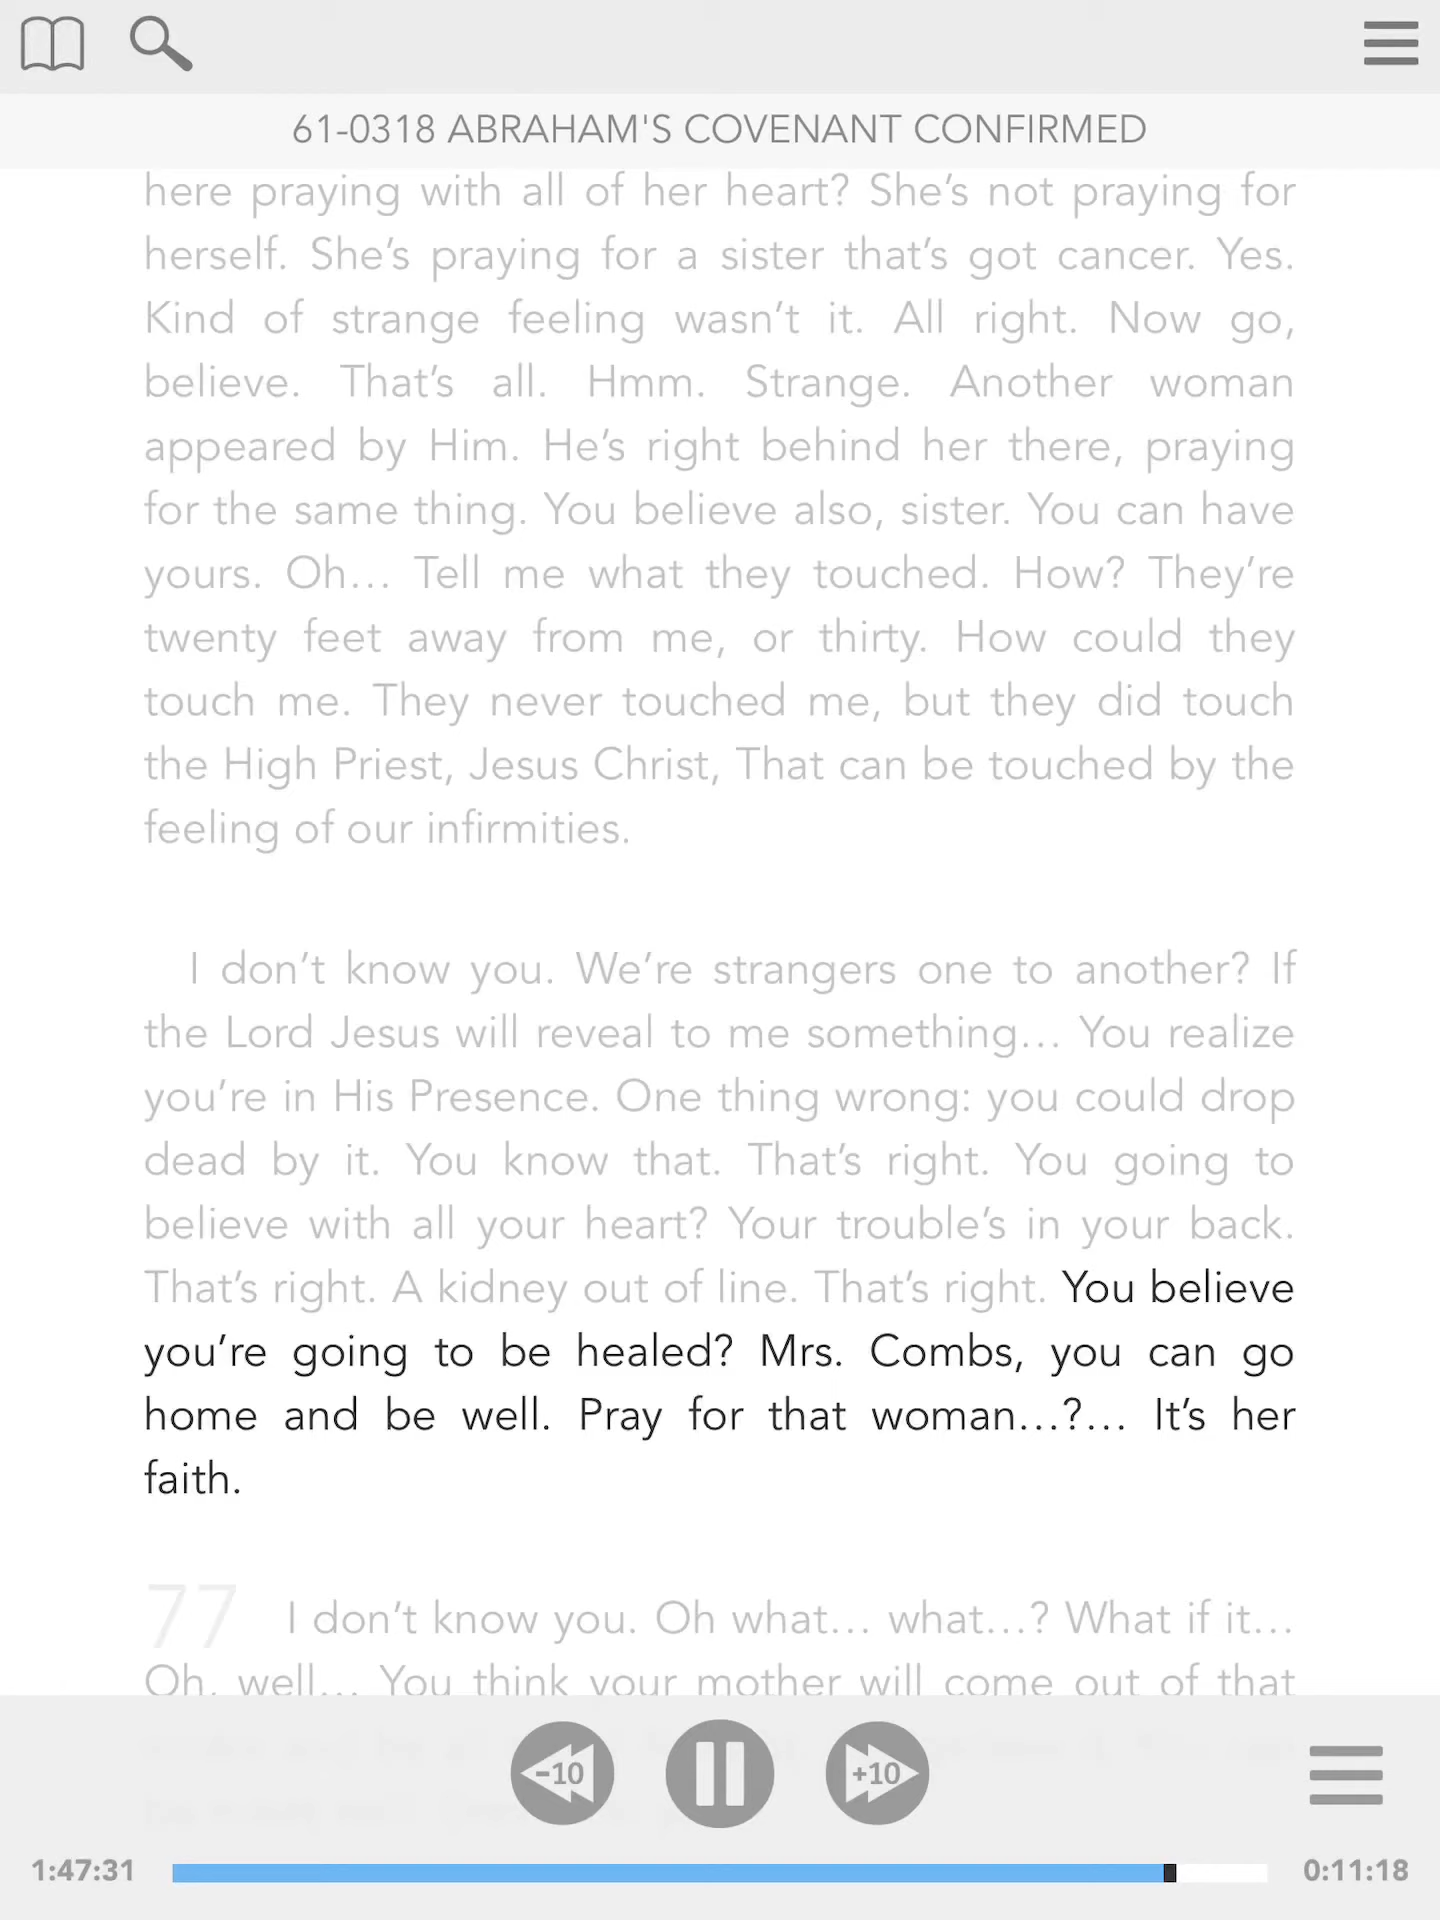 61-0318 ABRAHAM'S COVENANT CONFIRMED
here praying with all of her heart? She’s not praying for
herself. She’s praying for a sister that’s got cancer. Yes.
Kind of strange feeling wasn’t it. All right. Now go,
believe. That’s all. Hmm. Strange. Another woman
appeared by Him. He’s right behind her there, praying
for the same thing. You believe also, sister. You can have
yours. Oh… Tell me what they touched. How? They’re
twenty feet away from me, or thirty. How could they
touch me. They never touched me, but they did touch
the High Priest, Jesus Christ, That can be touched by the
feeling of our infirmities.
I don’t know you. We’re strangers one to another? If
the Lord Jesus will reveal to me something… You realize
you’re in His Presence. One thing wrong: you could drop
dead by it. You know that. That’s right. You going to
believe with all your heart? Your trouble’s in your back.
That’s right. A kidney out of line. That’s right. You believe
you’re going to be healed? Mrs. Combs, you can go
home and be well. Pray for that woman…?… It’s her
faith.
77 I don’t know you. Oh what… what…? What if it…
Oh, well… You think your mother will come out of that
-10 +10
1:47:31 0:11:18